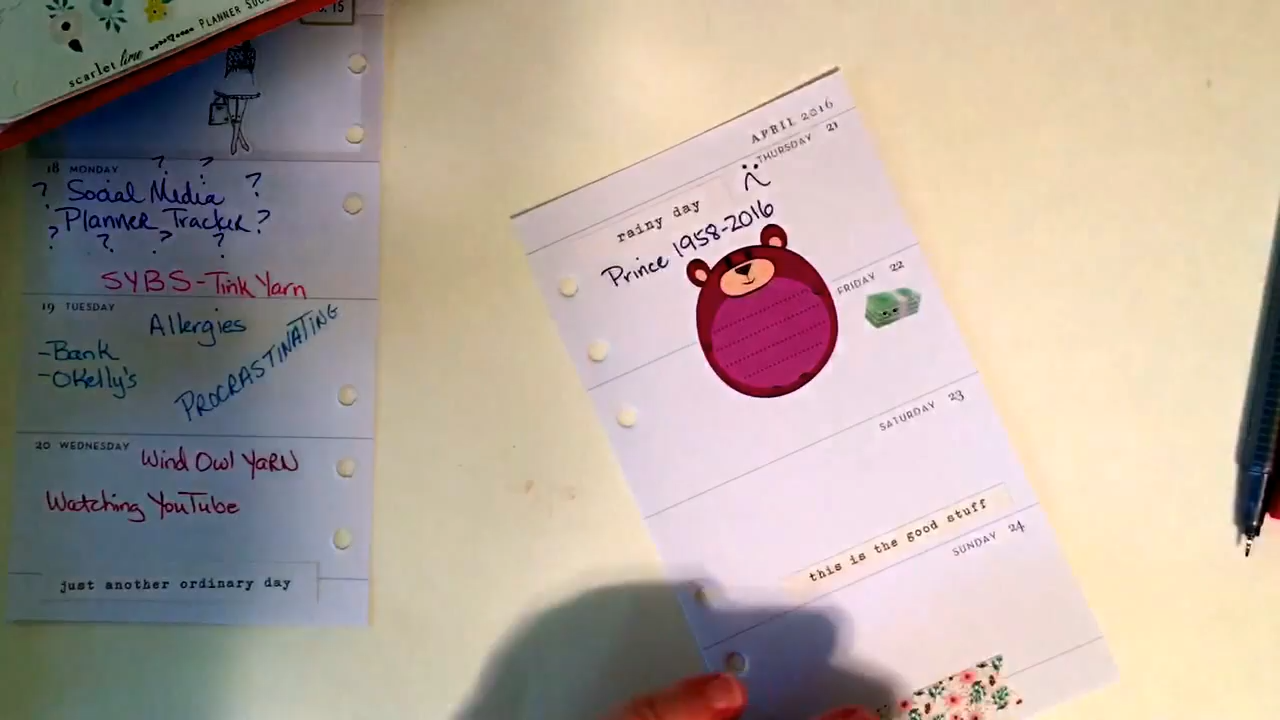 PLANNER
scarlet lime
15
18 MONDAY
? ? ? Social Media ?
? Planner Tracker?
? ? ?
SYBS-Tink Yarn
19 TUESDAY
Allergies
-Bank
-OKelly's
PROCRASTINATING
20 WEDNESDAY
Wind Owl YARN
Watching YouTube
just another ordinary day
APRIL 2016
THURSDAY 21
rainy day
Prince 1958-2016
FRIDAY 22
SATURDAY 23
this is the good stuff
SUNDAY 24